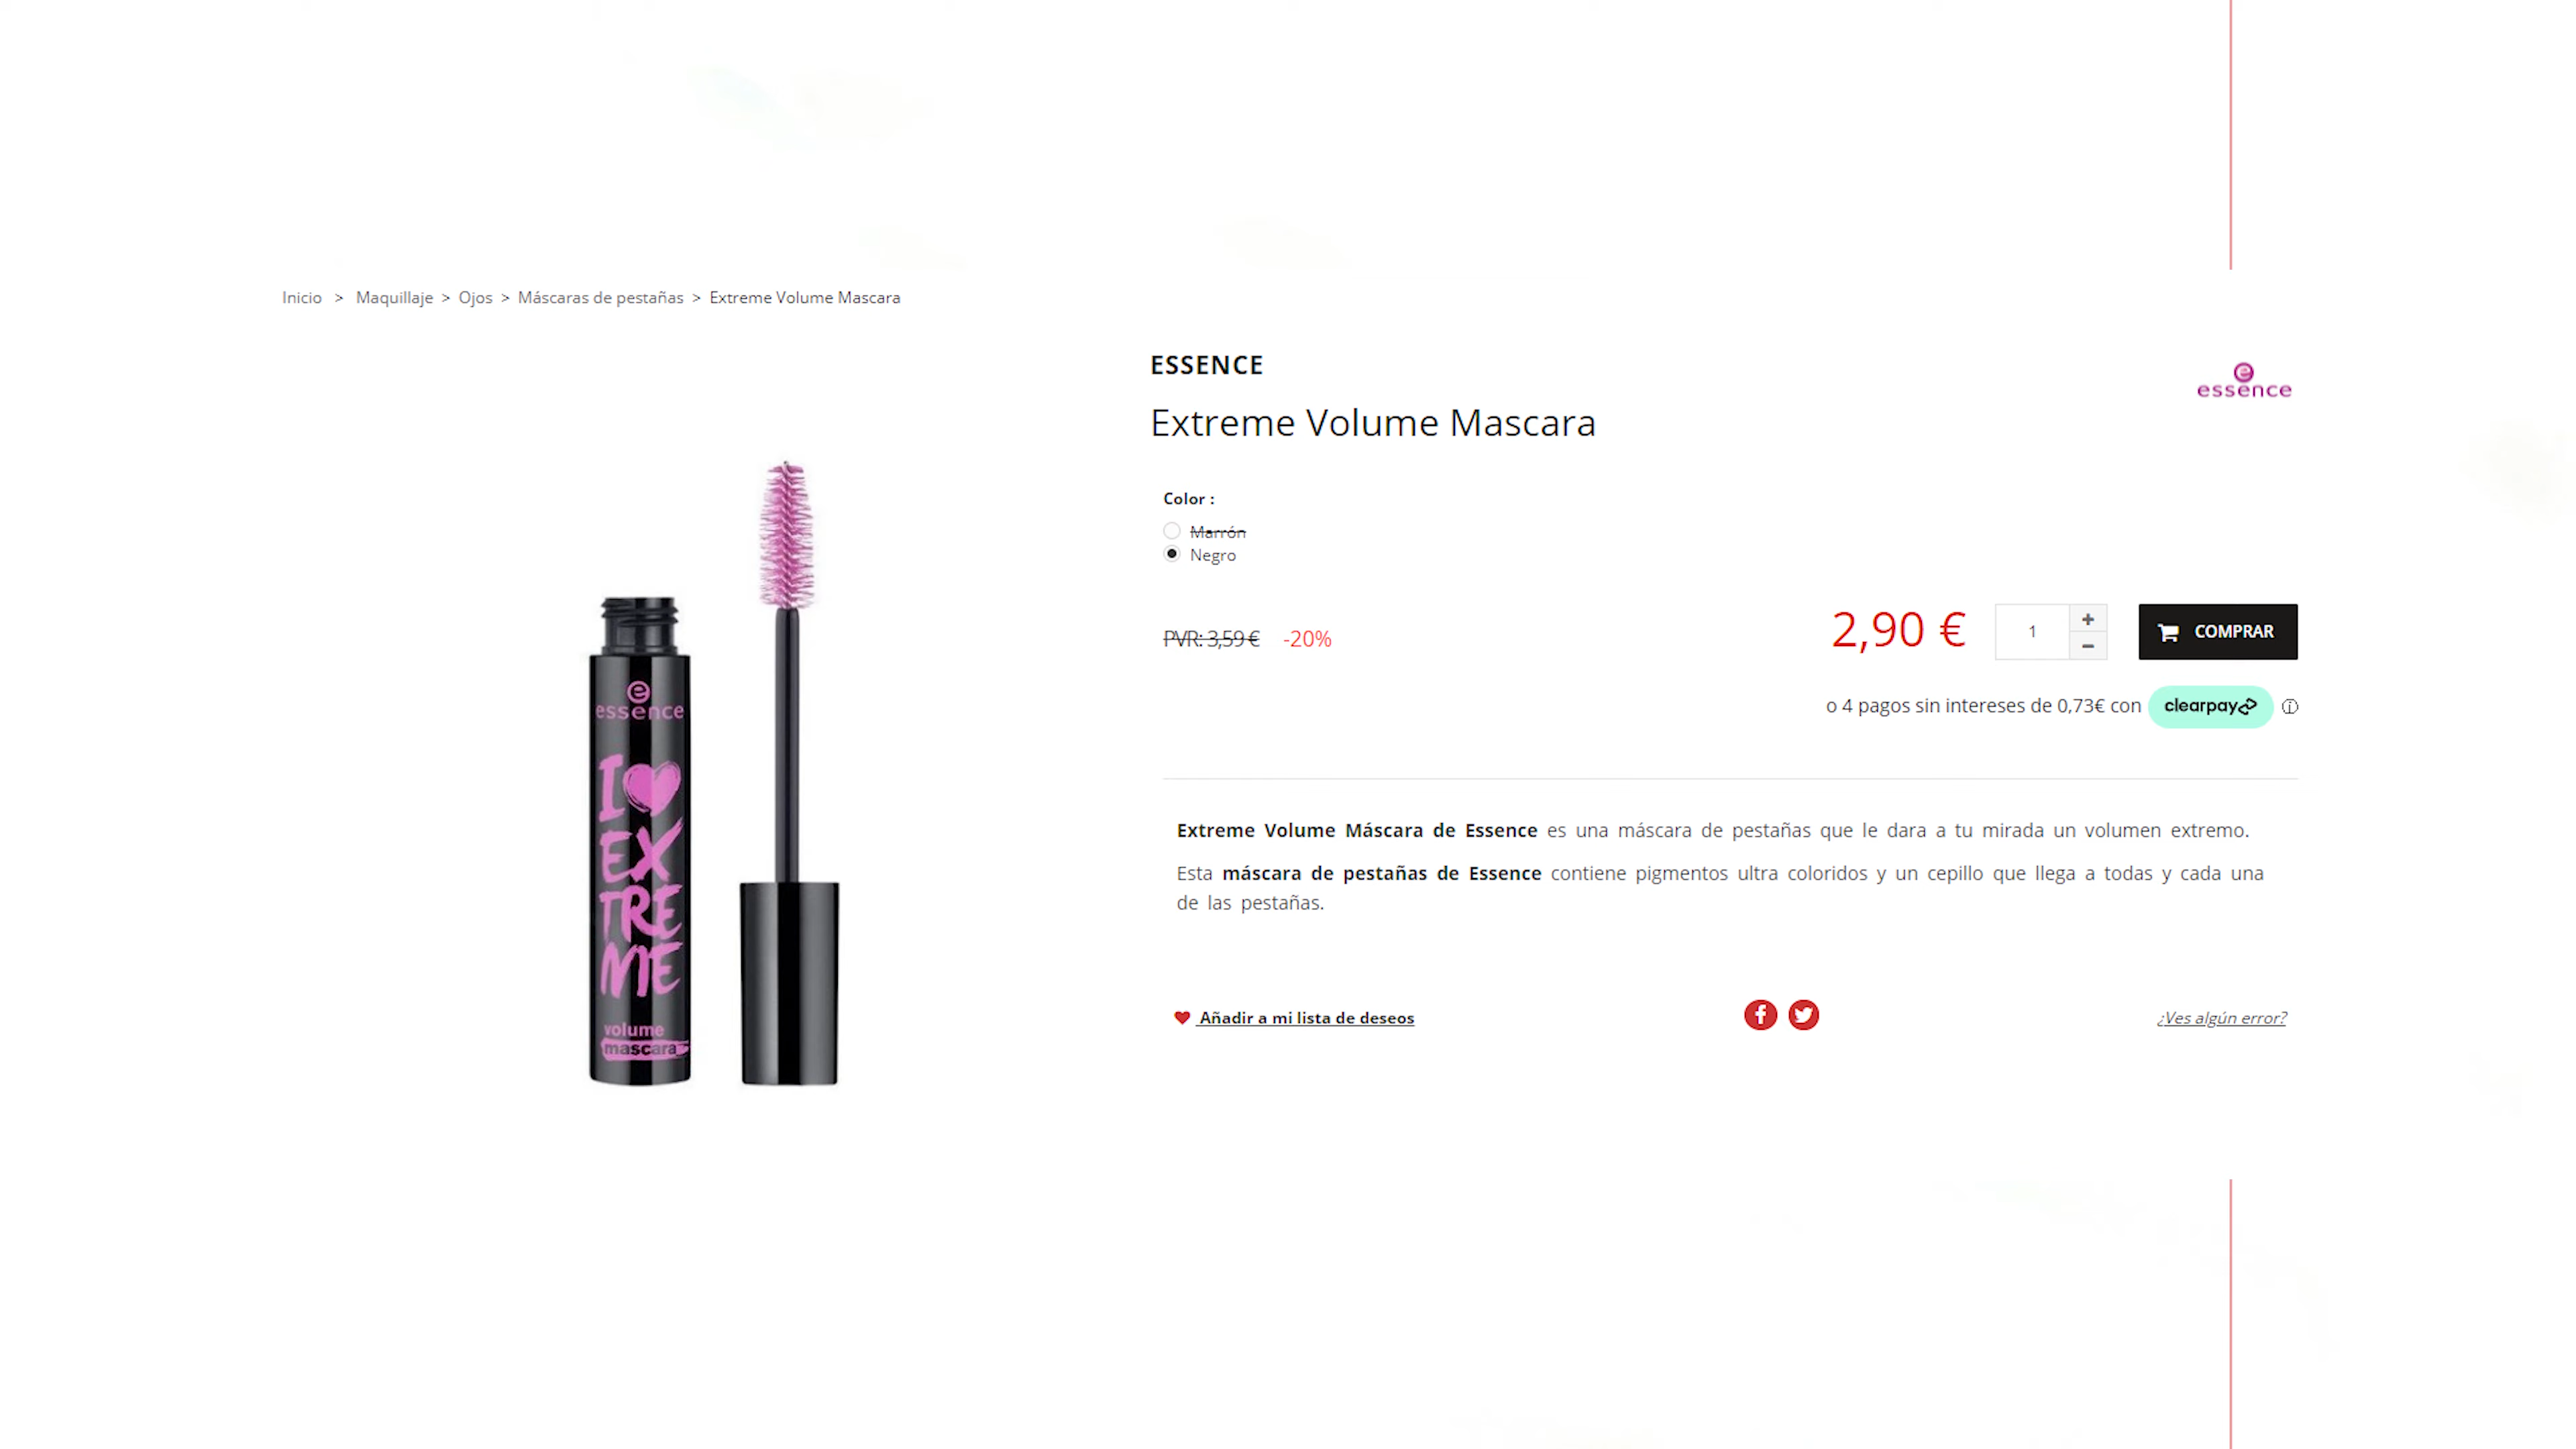 Inicio > Maquillaje > Ojos > Máscaras de pestañas > Extreme Volume Mascara
ESSENCE
essence
Extreme Volume Mascara
Color :
Marrón
Negro
PVR: 3,59 € -20%
2,90 € 1 + − COMPRAR
o 4 pagos sin intereses de 0,73€ con clearpay
Extreme Volume Máscara de Essence es una máscara de pestañas que le dara a tu mirada un volumen extremo.
Esta máscara de pestañas de Essence contiene pigmentos ultra coloridos y un cepillo que llega a todas y cada una
de las pestañas.
Añadir a mi lista de deseos
¿Ves algún error?
essence
I
EX
TRE
ME
volume
mascara